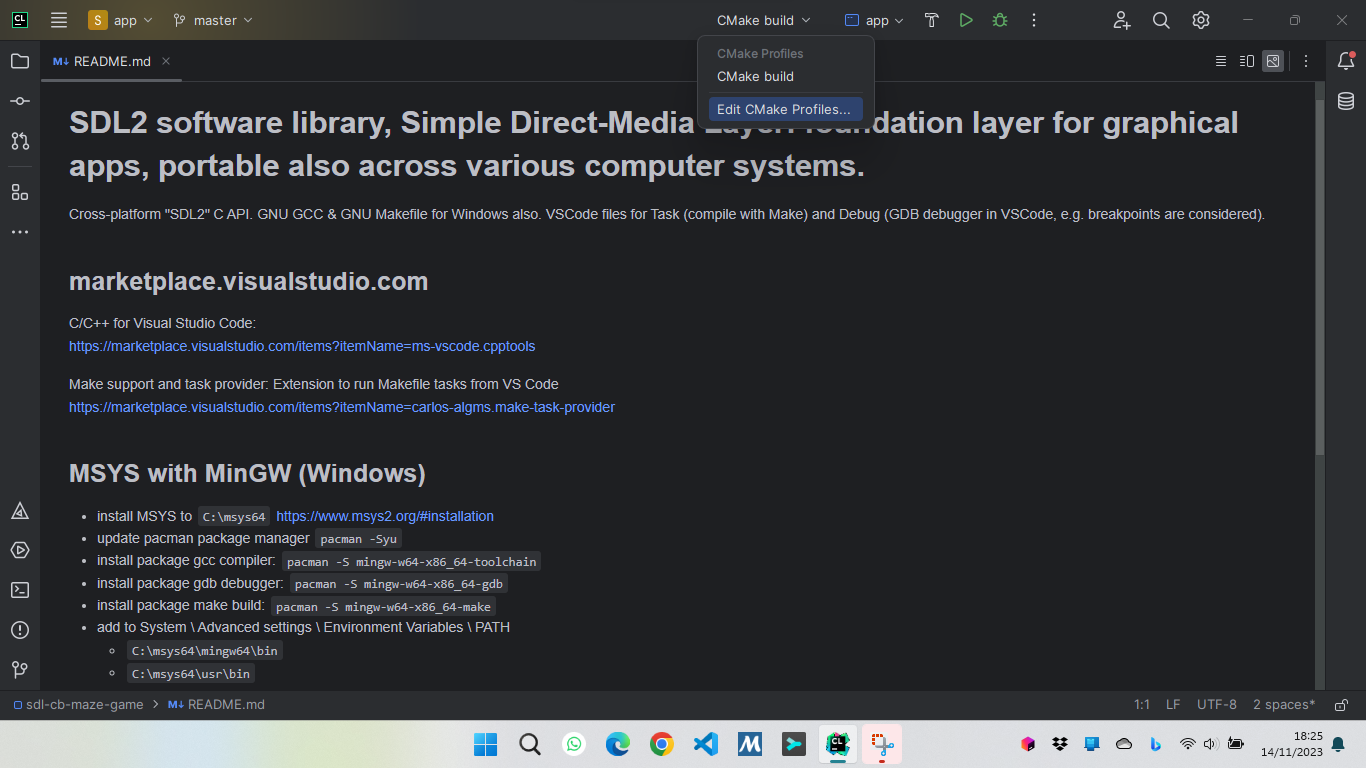 CL
S app master CMake build app
CMake Profiles
CMake build
Edit CMake Profiles...
M↓ README.md
SDL2 software library, Simple Direct-Media Layer: foundation layer for graphical
apps, portable also across various computer systems.
Cross-platform "SDL2" C API. GNU GCC & GNU Makefile for Windows also. VSCode files for Task (compile with Make) and Debug (GDB debugger in VSCode, e.g. breakpoints are considered).
marketplace.visualstudio.com
C/C++ for Visual Studio Code:
https://marketplace.visualstudio.com/items?itemName=ms-vscode.cpptools
Make support and task provider: Extension to run Makefile tasks from VS Code
https://marketplace.visualstudio.com/items?itemName=carlos-algms.make-task-provider
MSYS with MinGW (Windows)
• install MSYS to C:\msys64 https://www.msys2.org/#installation
• update pacman package manager pacman -Syu
• install package gcc compiler: pacman -S mingw-w64-x86_64-toolchain
• install package gdb debugger: pacman -S mingw-w64-x86_64-gdb
• install package make build: pacman -S mingw-w64-x86_64-make
• add to System \ Advanced settings \ Environment Variables \ PATH
◦ C:\msys64\mingw64\bin
◦ C:\msys64\usr\bin
sdl-cb-maze-game > M↓ README.md 1:1 LF UTF-8 2 spaces*
M CL 18:25
14/11/2023